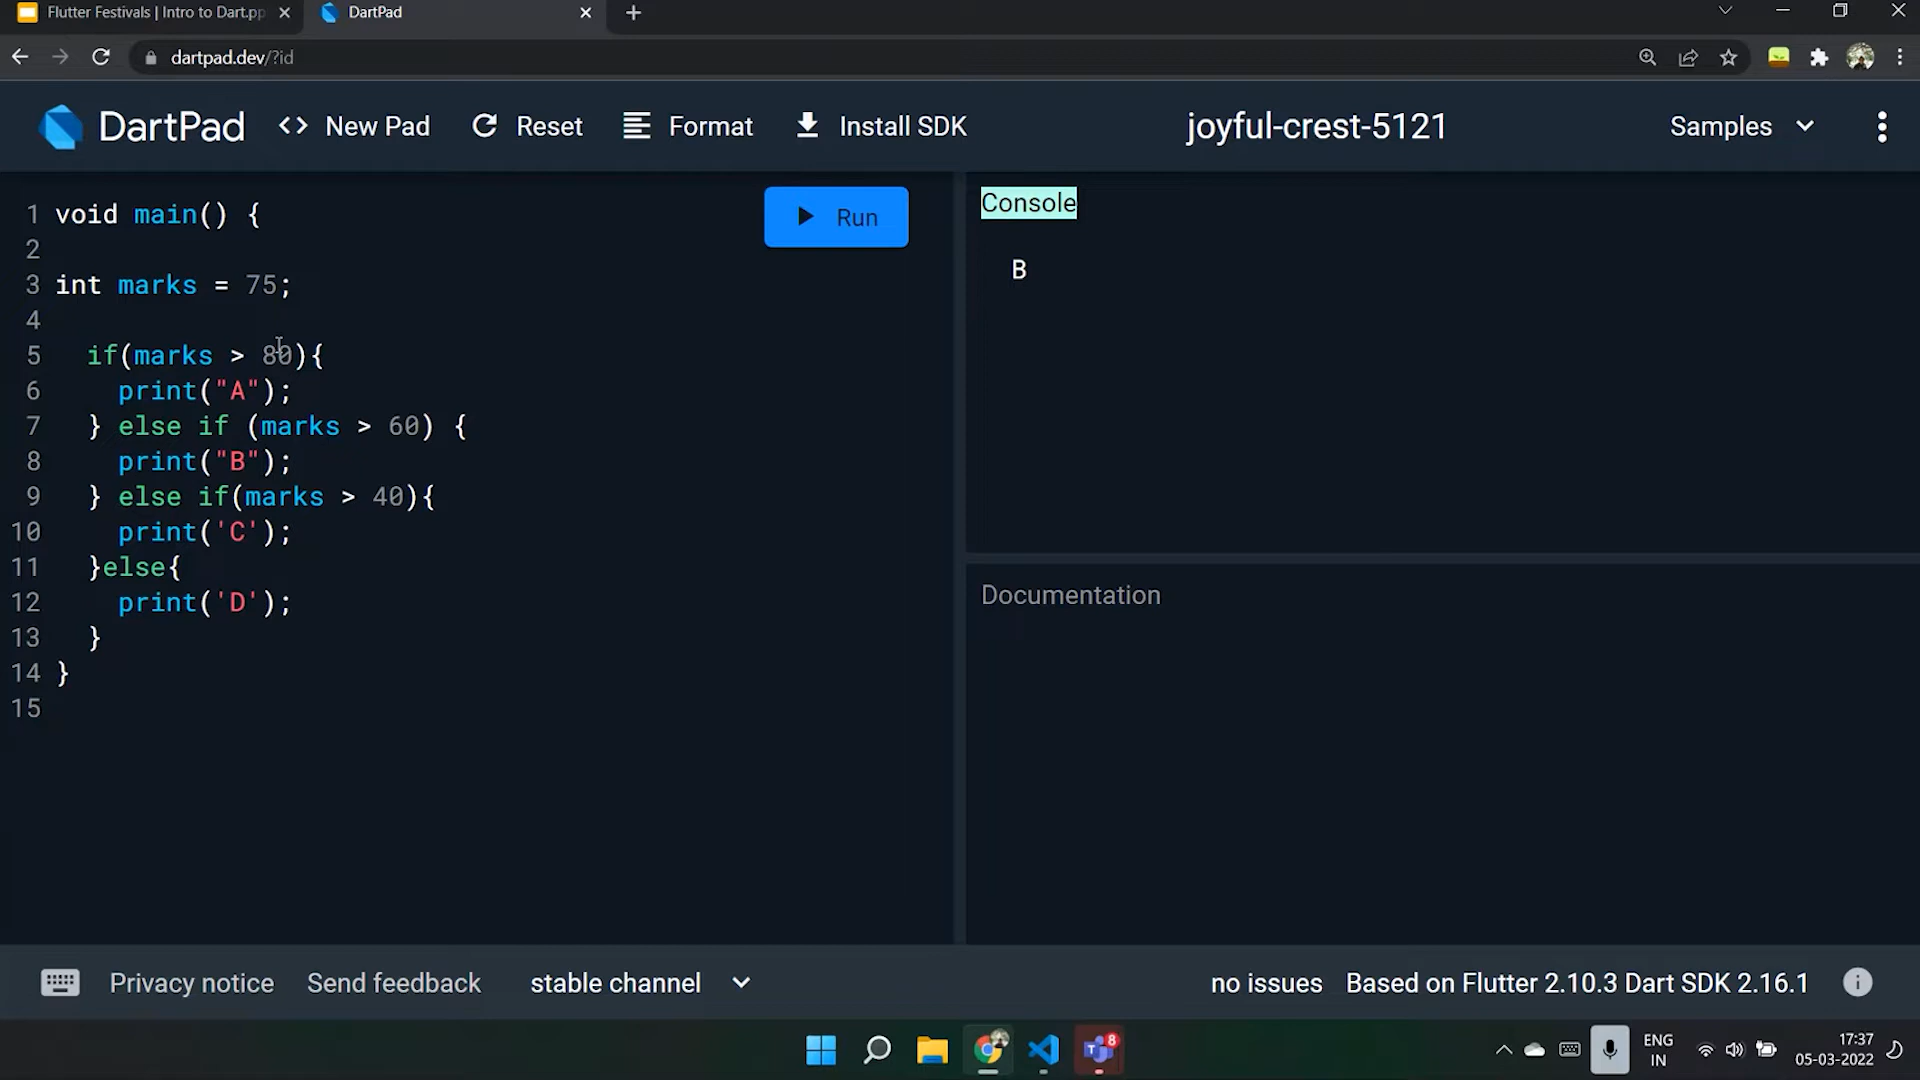 Flutter Festivals | Intro to Dart.pp
DartPad
dartpad.dev/?id
DartPad
<> New Pad
Reset
Format
Install SDK
joyful-crest-5121
Samples
1 void main() {
2
3 int marks = 75;
4
5 if(marks > 80){
6 print("A");
7 } else if (marks > 60) {
8 print("B");
9 } else if(marks > 40){
10 print('C');
11 }else{
12 print('D');
13 }
14 }
15
Run
Console
B
Documentation
Privacy notice
Send feedback
stable channel
no issues
Based on Flutter 2.10.3 Dart SDK 2.16.1
8
ENG
IN
17:37
05-03-2022